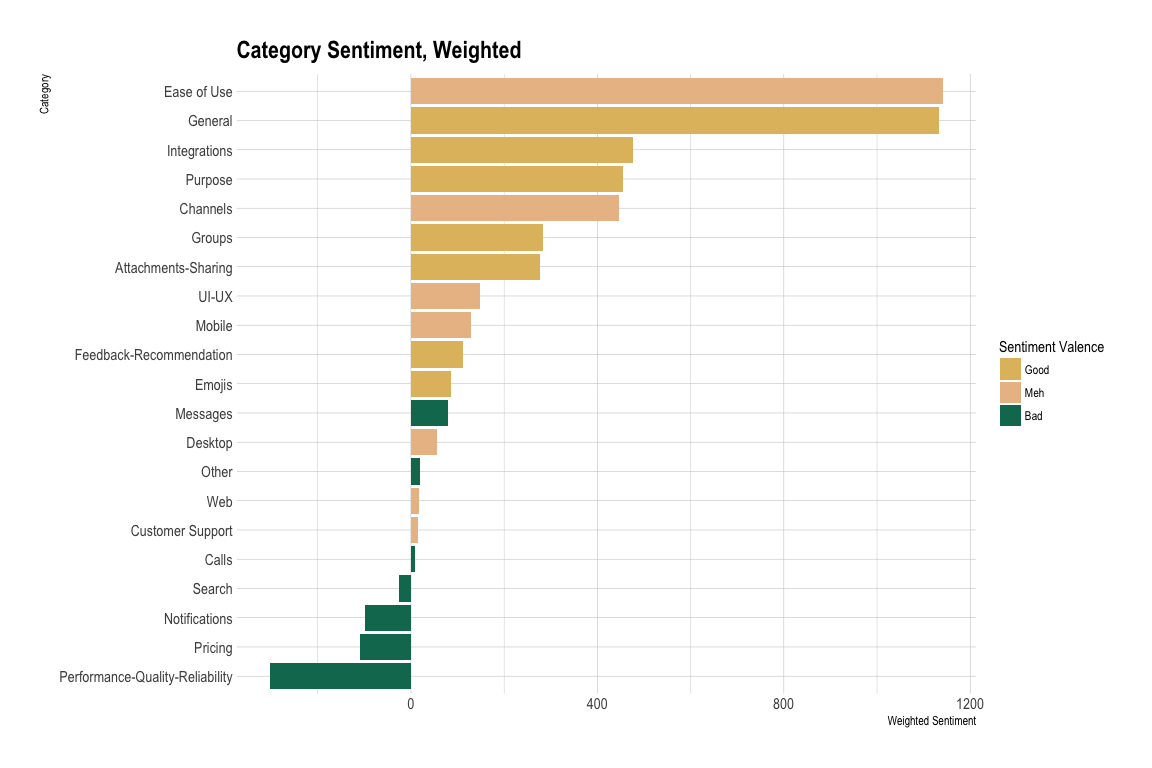 Category Sentiment, Weighted
Category
Ease of Use
General
Integrations
Purpose
Channels
Groups
Attachments-Sharing
UI-UX
Mobile
Feedback-Recommendation
Emojis
Messages
Desktop
Other
Web
Customer Support
Calls
Search
Notifications
Pricing
Performance-Quality-Reliability
0 400 800 1200
Weighted Sentiment
Sentiment Valence
Good
Meh
Bad